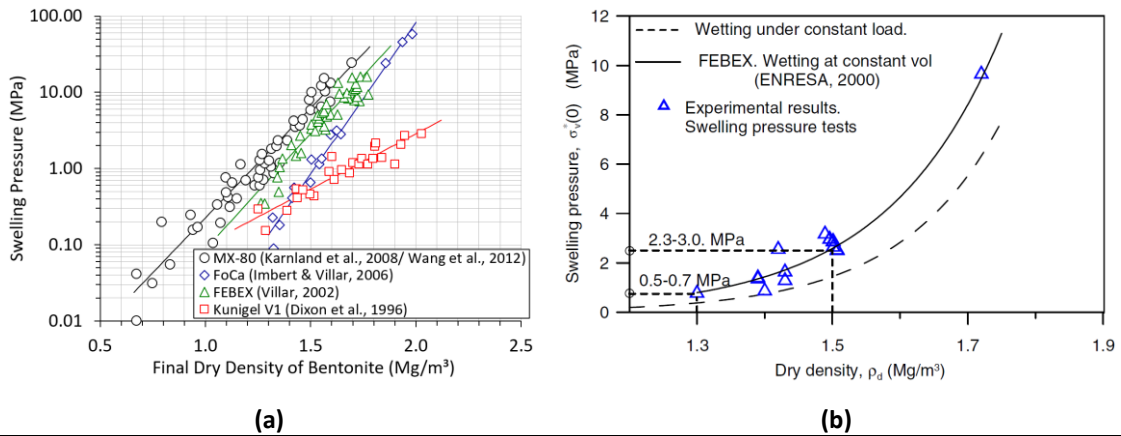 100.00
10.00
1.00
0.10
0.01
Swelling Pressure (MPa)
MX-80 (Karnland et al., 2008/ Wang et al., 2012)
FoCa (Imbert & Villar, 2006)
FEBEX (Villar, 2002)
Kunigel V1 (Dixon et al., 1996)
0.5 1.0 1.5 2.0 2.5
Final Dry Density of Bentonite (Mg/m³)
(a)
12
10
8
6
4
2
0
Swelling pressure, σ*v(0) (MPa)
Wetting under constant load.
FEBEX. Wetting at constant vol
(ENRESA, 2000)
Experimental results.
Swelling pressure tests
2.3-3.0. MPa
0.5-0.7 MPa
1.3 1.5 1.7 1.9
Dry density, ρd (Mg/m³)
(b)